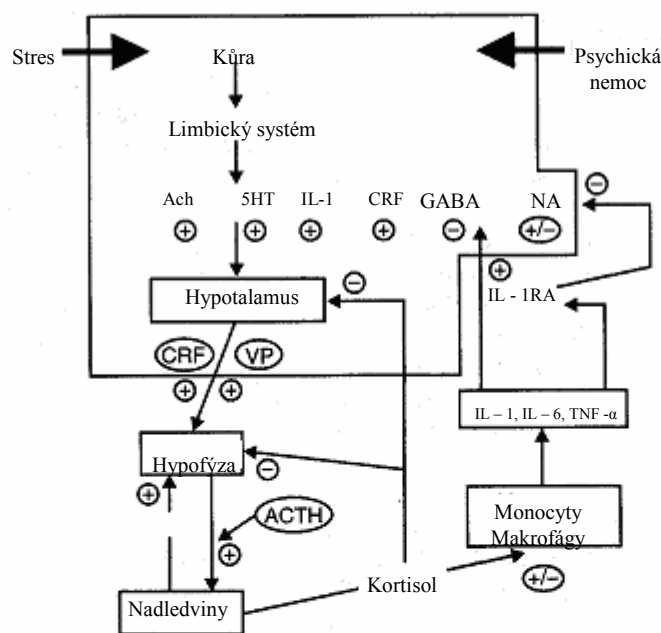 Stres
Kůra
Psychická
nemoc
Limbický systém
Ach 5HT IL-1 CRF GABA NA
+ + + + − +/−
−
+
IL - 1RA
Hypotalamus
−
CRF VP
+ +
IL – 1, IL – 6, TNF -α
Hypofýza
−
+
ACTH
+
Monocyty
Makrofágy
+/−
Kortisol
Nadledviny